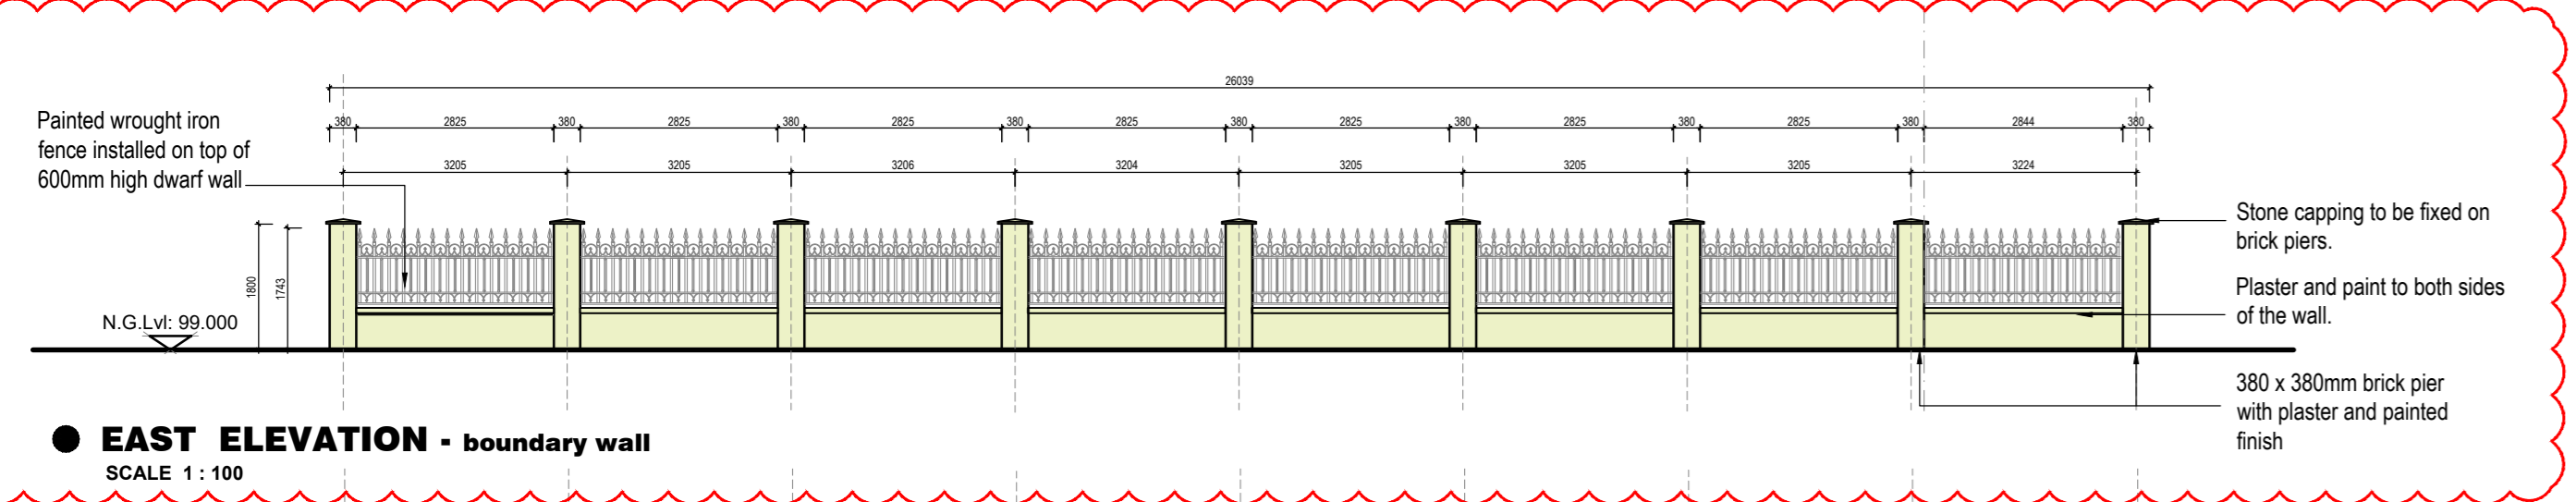 26039
380 2825 380 2825 380 2825 380 2825 380 2825 380 2825 380 2825 380 2844 380
3205 3205 3206 3204 3205 3205 3205 3224
Painted wrought iron
fence installed on top of
600mm high dwarf wall
1800
1743
N.G.Lvl: 99.000
Stone capping to be fixed on
brick piers.
Plaster and paint to both sides
of the wall.
380 x 380mm brick pier
with plaster and painted
finish
EAST ELEVATION - boundary wall
SCALE 1 : 100